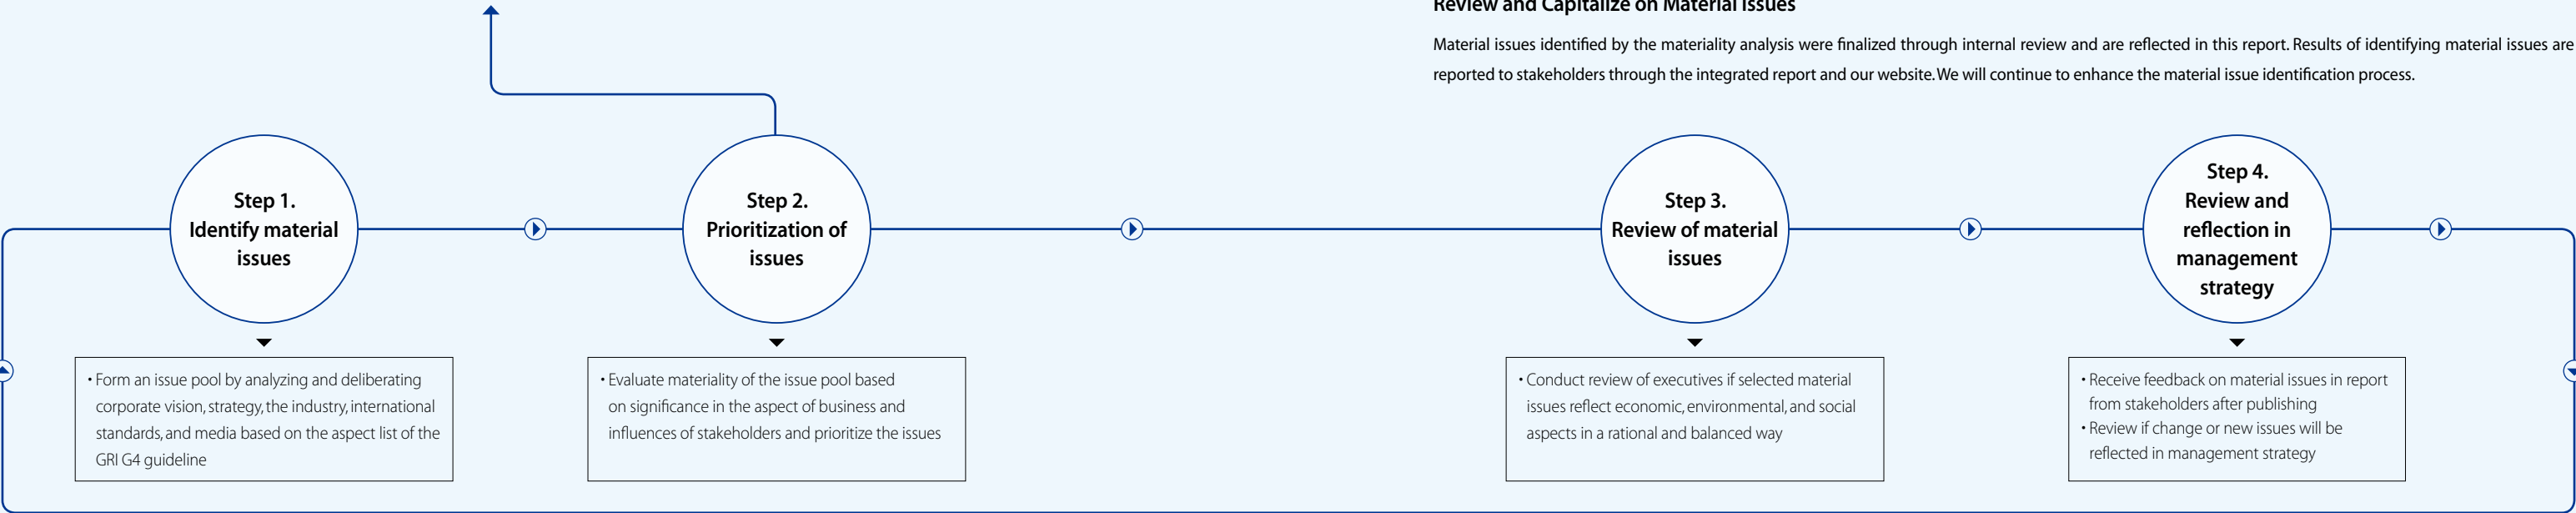 Review and Capitalize on Material Issues
Material issues identified by the materiality analysis were finalized through internal review and are reflected in this report. Results of identifying material issues are
reported to stakeholders through the integrated report and our website. We will continue to enhance the material issue identification process.
Step 1.
Identify material
issues
Step 2.
Prioritization of
issues
Step 3.
Review of material
issues
Step 4.
Review and
reflection in
management
strategy
• Form an issue pool by analyzing and deliberating
corporate vision, strategy, the industry, international
standards, and media based on the aspect list of the
GRI G4 guideline
• Evaluate materiality of the issue pool based
on significance in the aspect of business and
influences of stakeholders and prioritize the issues
• Conduct review of executives if selected material
issues reflect economic, environmental, and social
aspects in a rational and balanced way
• Receive feedback on material issues in report
from stakeholders after publishing
• Review if change or new issues will be
reflected in management strategy